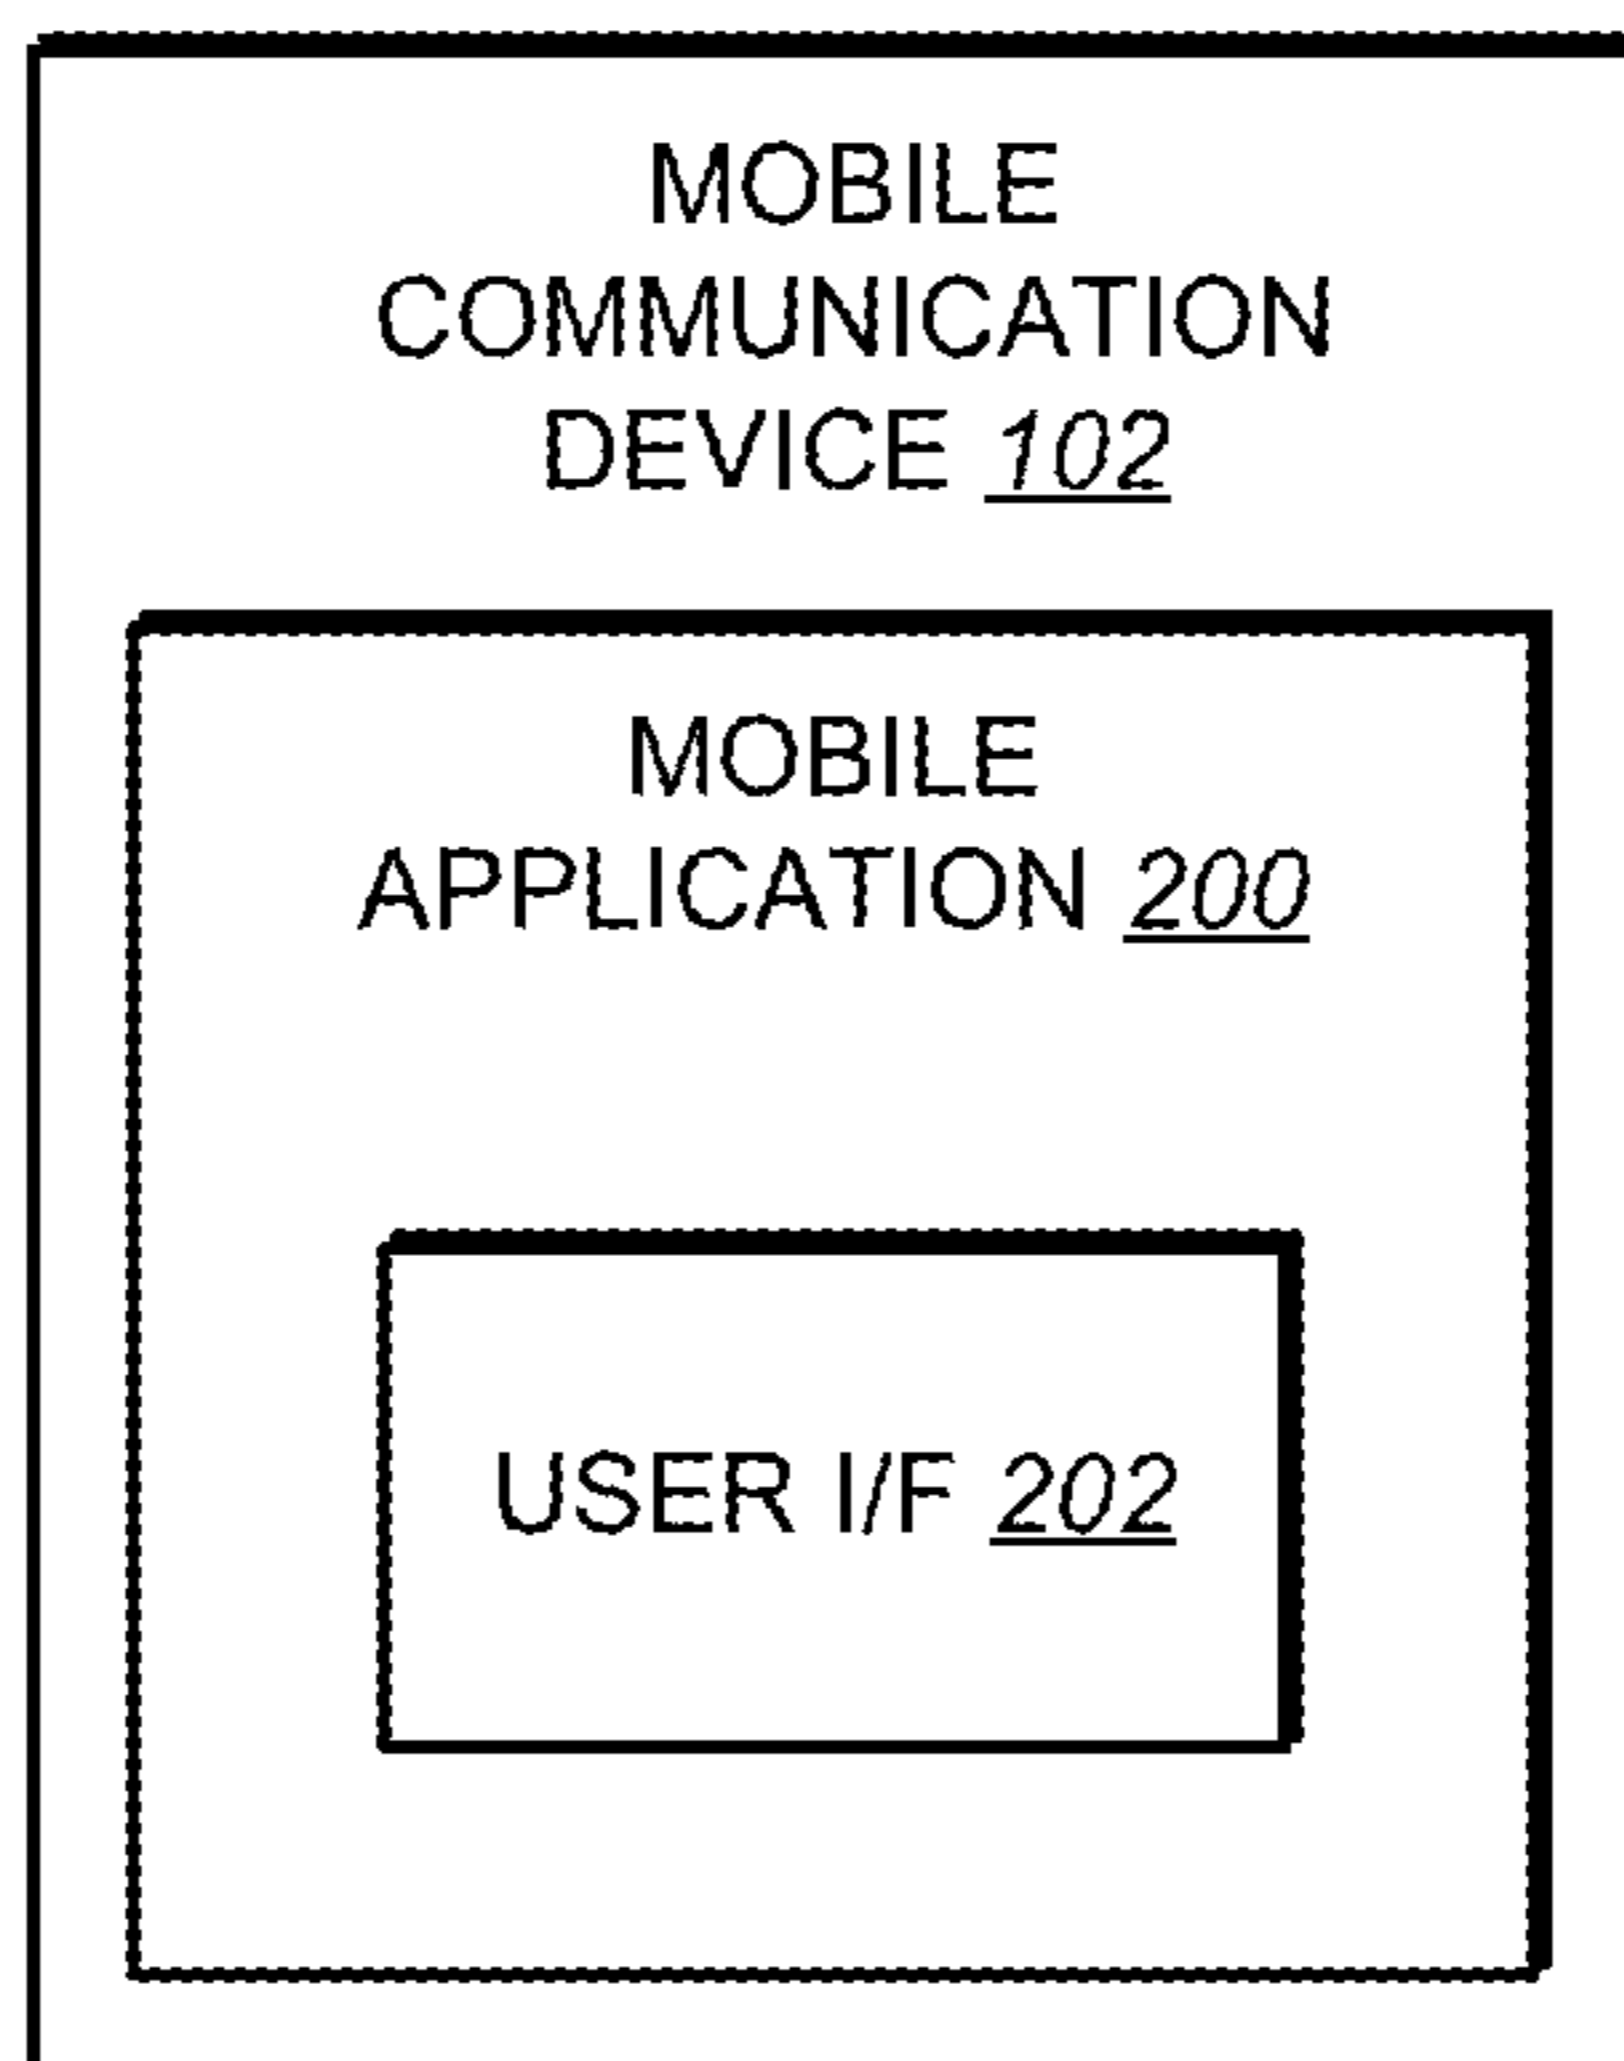 MOBILE
COMMUNICATION
DEVICE 102
MOBILE
APPLICATION 200
USER I/F 202